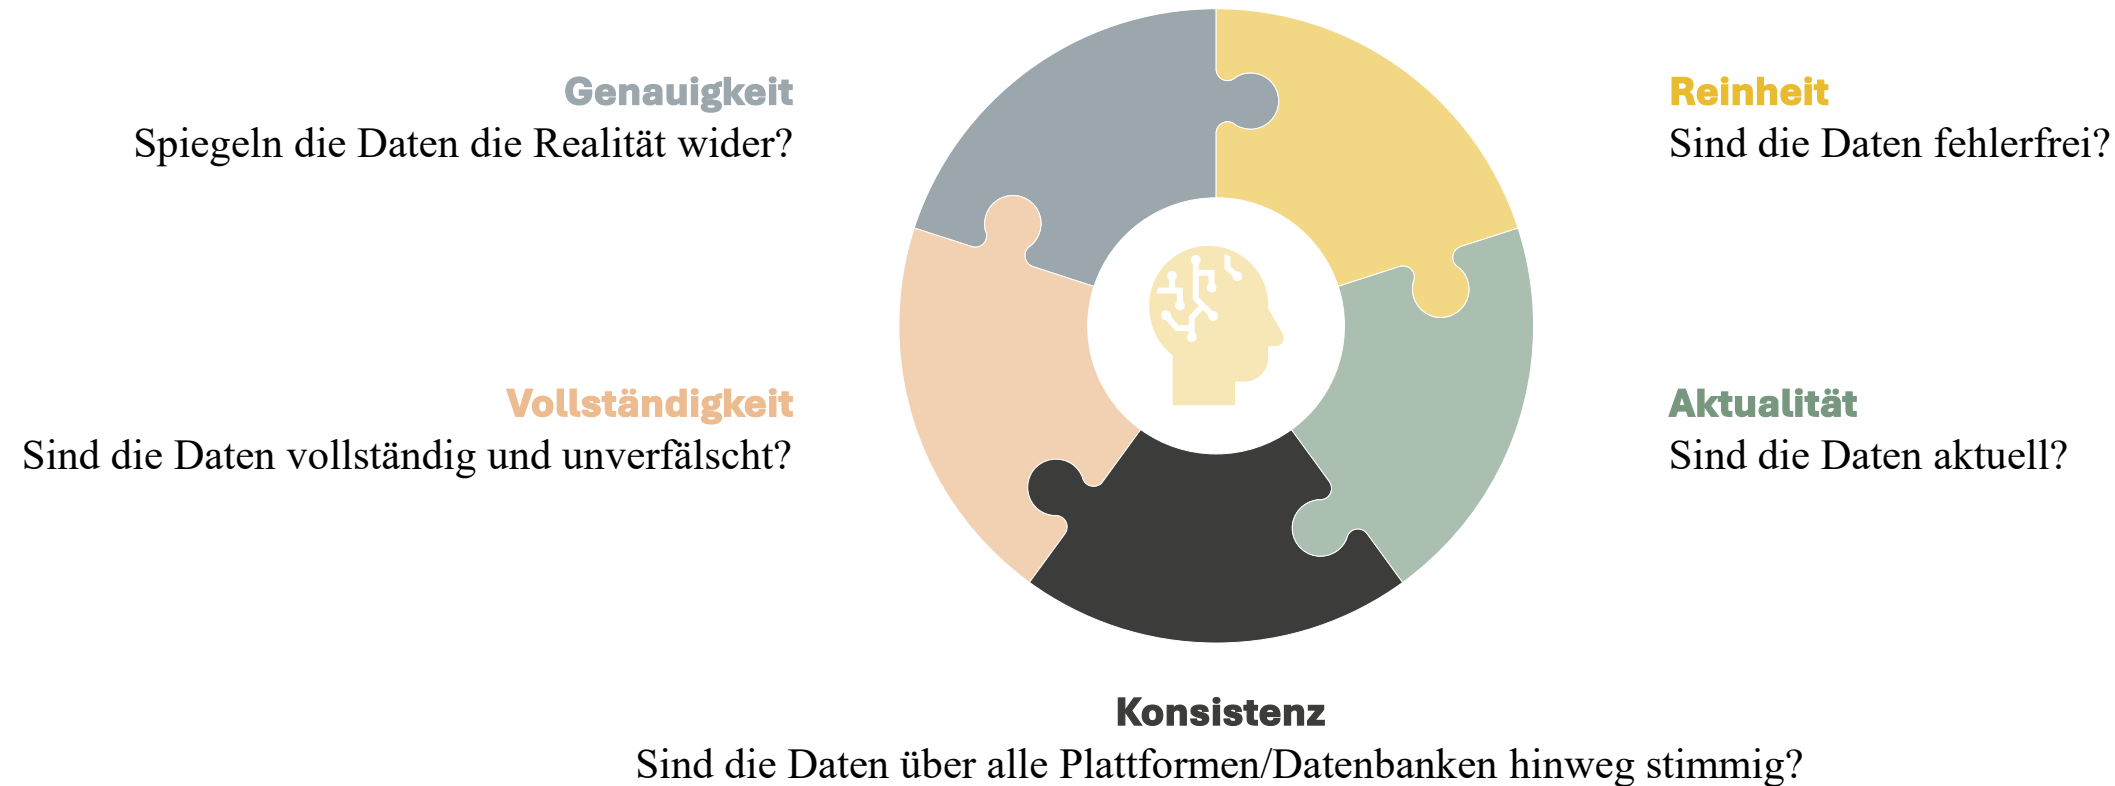 Genauigkeit
Spiegeln die Daten die Realität wider?
Reinheit
Sind die Daten fehlerfrei?
Vollständigkeit
Sind die Daten vollständig und unverfälscht?
Aktualität
Sind die Daten aktuell?
Konsistenz
Sind die Daten über alle Plattformen/Datenbanken hinweg stimmig?